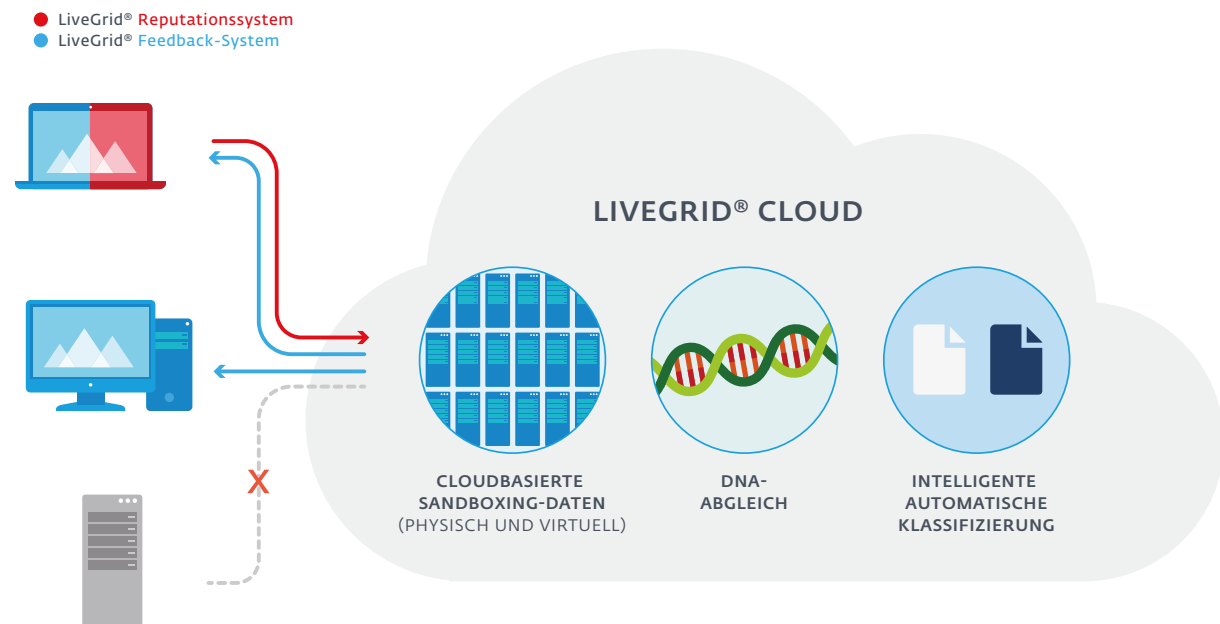 LiveGrid® Reputationssystem
LiveGrid® Feedback-System
LIVEGRID® CLOUD
CLOUDBASIERTE
SANDBOXING-DATEN
(PHYSISCH UND VIRTUELL)
DNA-
ABGLEICH
INTELLIGENTE
AUTOMATISCHE
KLASSIFIZIERUNG